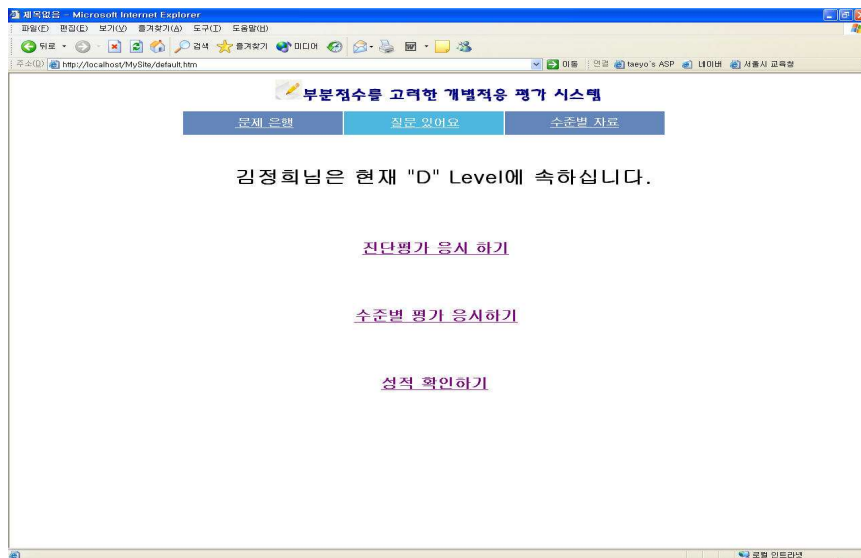 제목없음 - Microsoft Internet Explorer
파일(F) 편집(E) 보기(V) 즐겨찾기(A) 도구(T) 도움말(H)
뒤로 검색 즐겨찾기 미디어
주소(D) http://localhost/MySite/default.htm 이동 연결 taeyo's ASP 네이버 서울시 교육청
부분점수를 고려한 개별적응 평가 시스템
문제 은행 질문 있어요 수준별 자료
김정희님은 현재 "D" Level에 속하십니다.
진단평가 응시 하기
수준별 평가 응시하기
성적 확인하기
로컬 인트라넷